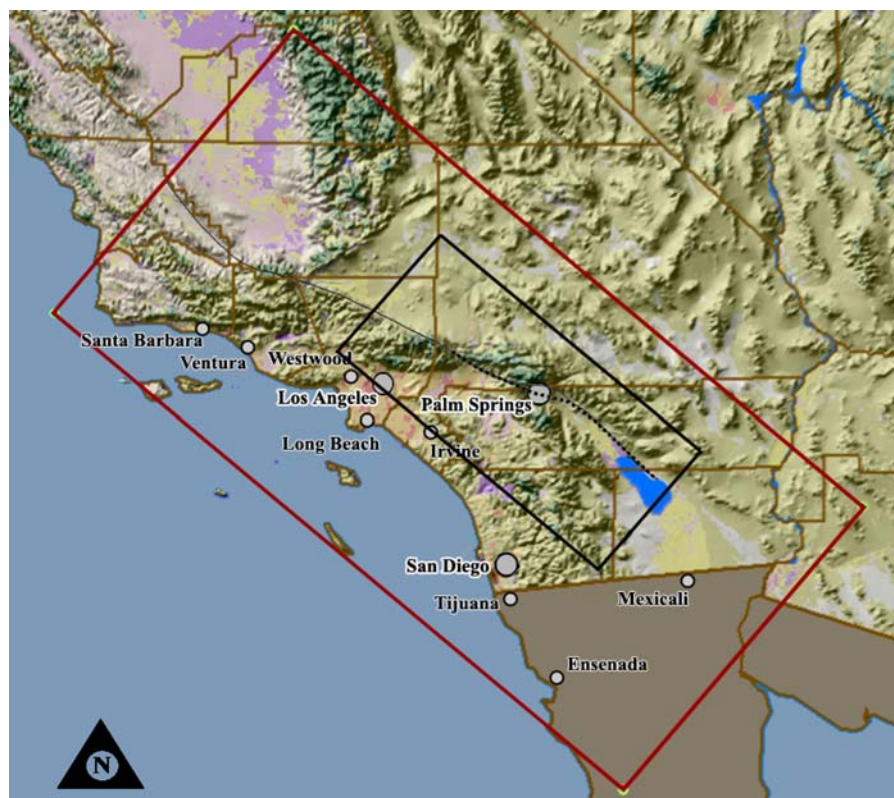 Santa Barbara
Ventura
Westwood
Los Angeles
Palm Springs
Long Beach
Irvine
San Diego
Tijuana
Mexicali
Ensenada
N